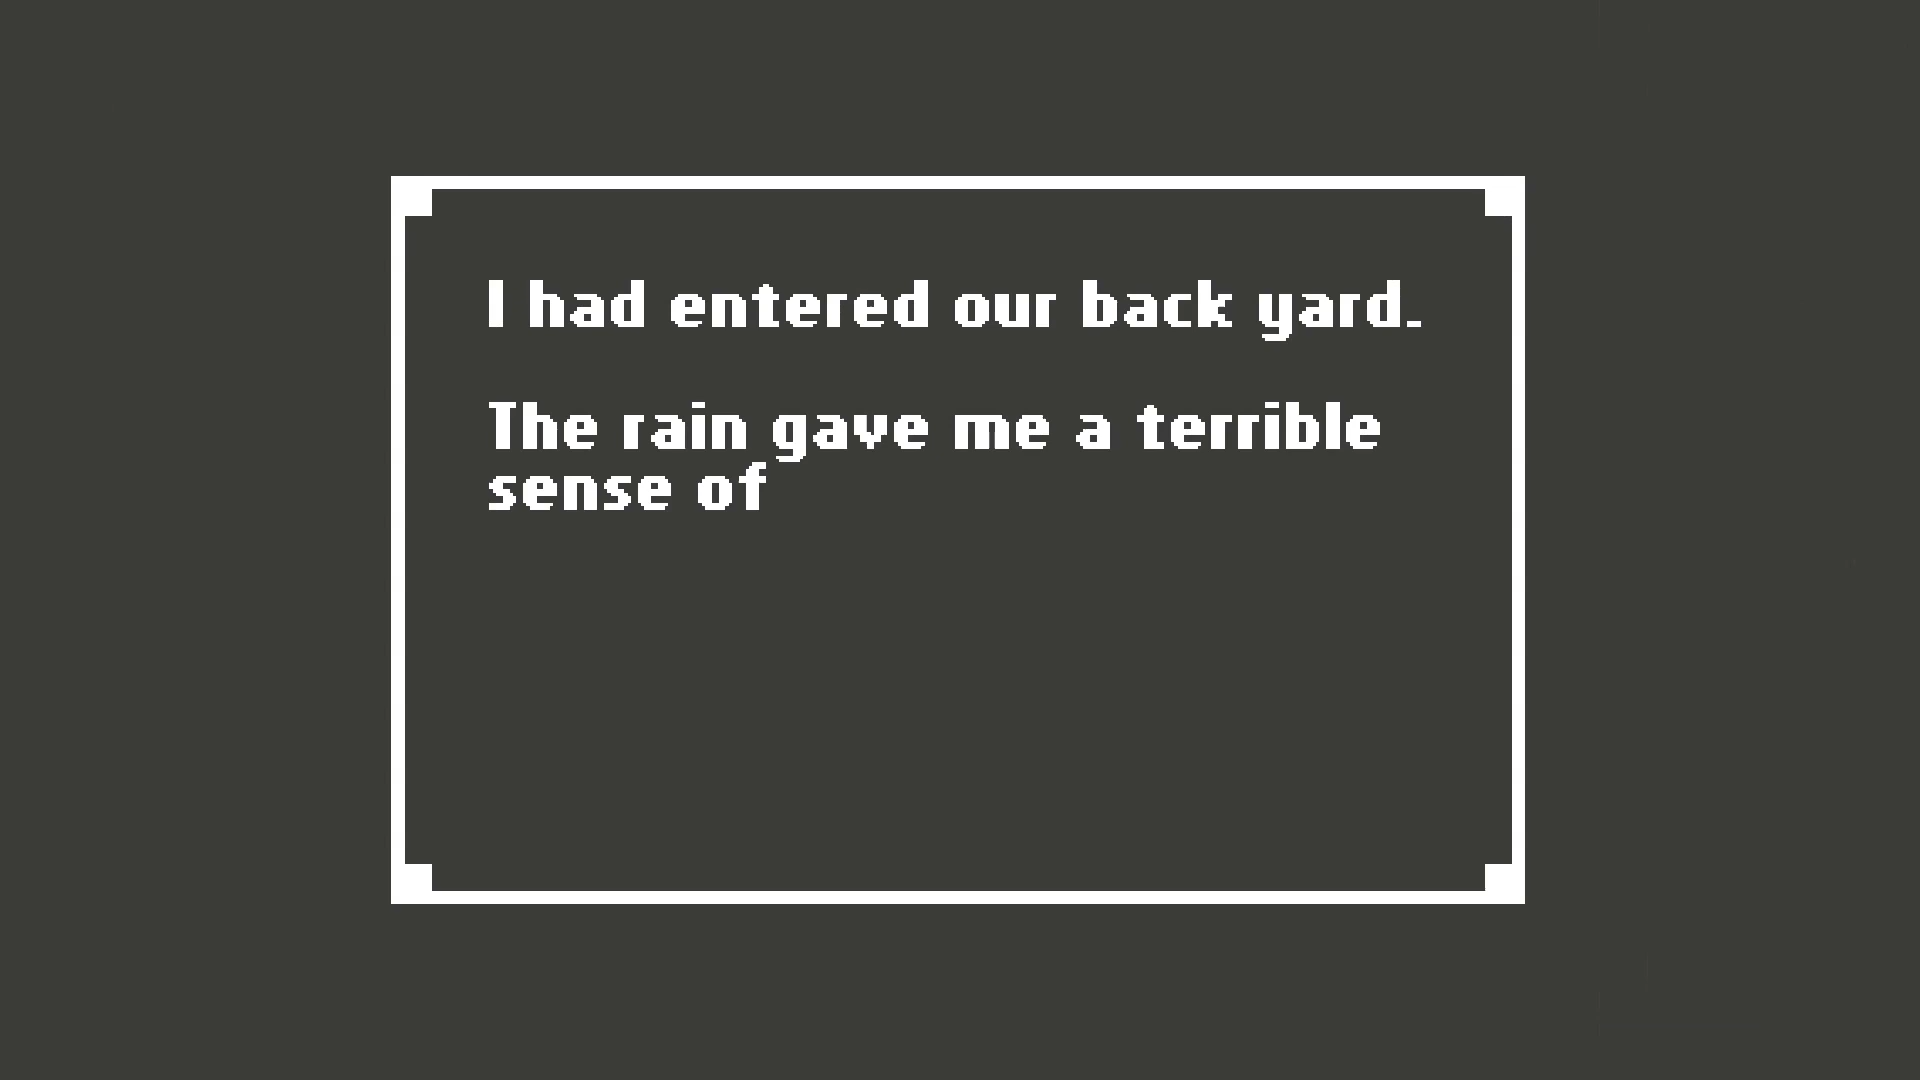 I had entered our back yard.
The rain gave me a terrible
sense of